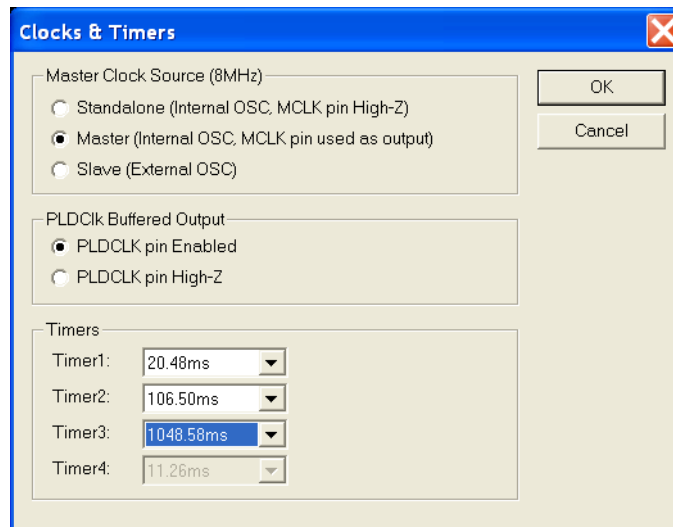 Clocks & Timers
Master Clock Source (8MHz)
Standalone (Internal OSC, MCLK pin High-Z)
Master (Internal OSC, MCLK pin used as output)
Slave (External OSC)
OK
Cancel
PLDClk Buffered Output
PLDCLK pin Enabled
PLDCLK pin High-Z
Timers
Timer1: 20.48ms
Timer2: 106.50ms
Timer3: 1048.58ms
Timer4: 11.26ms